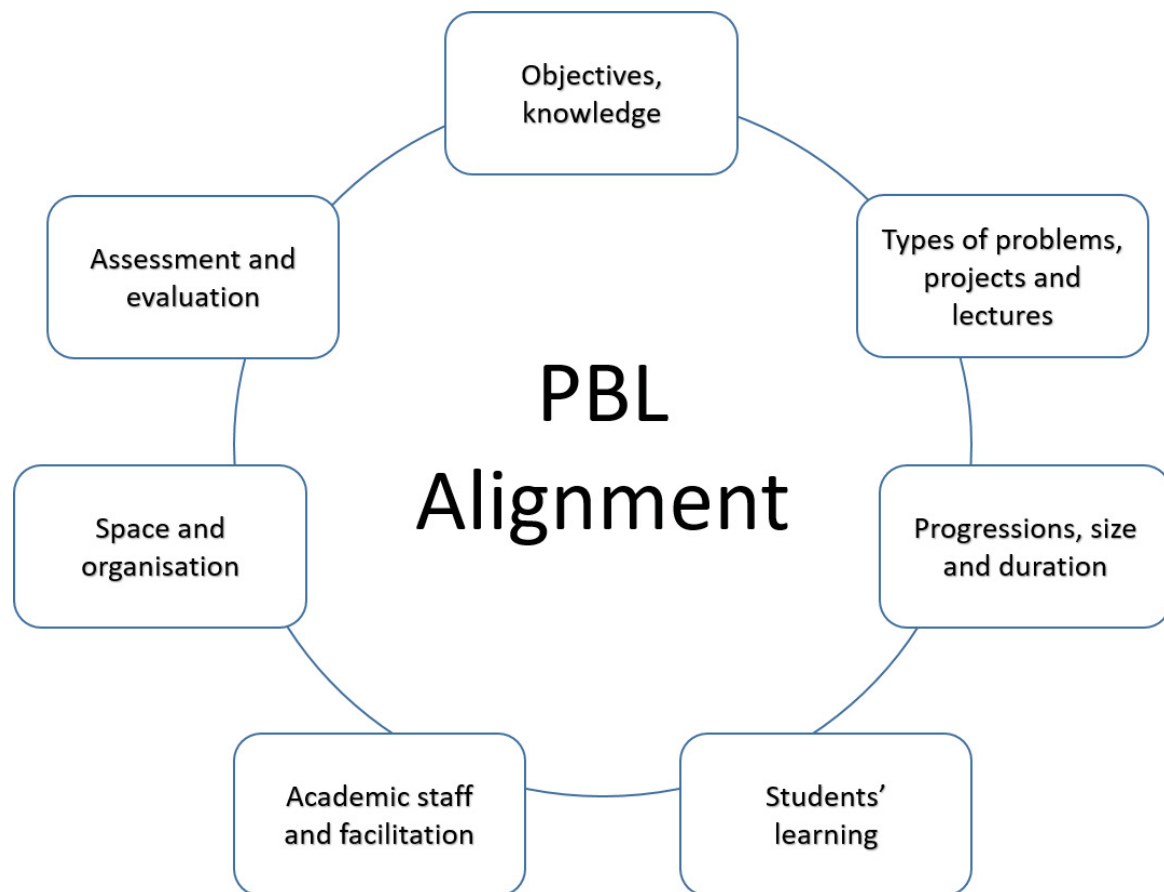 Objectives,
knowledge
Types of problems,
projects and
lectures
Progressions, size
and duration
Students’
learning
Academic staff
and facilitation
Space and
organisation
Assessment and
evaluation
PBL
Alignment